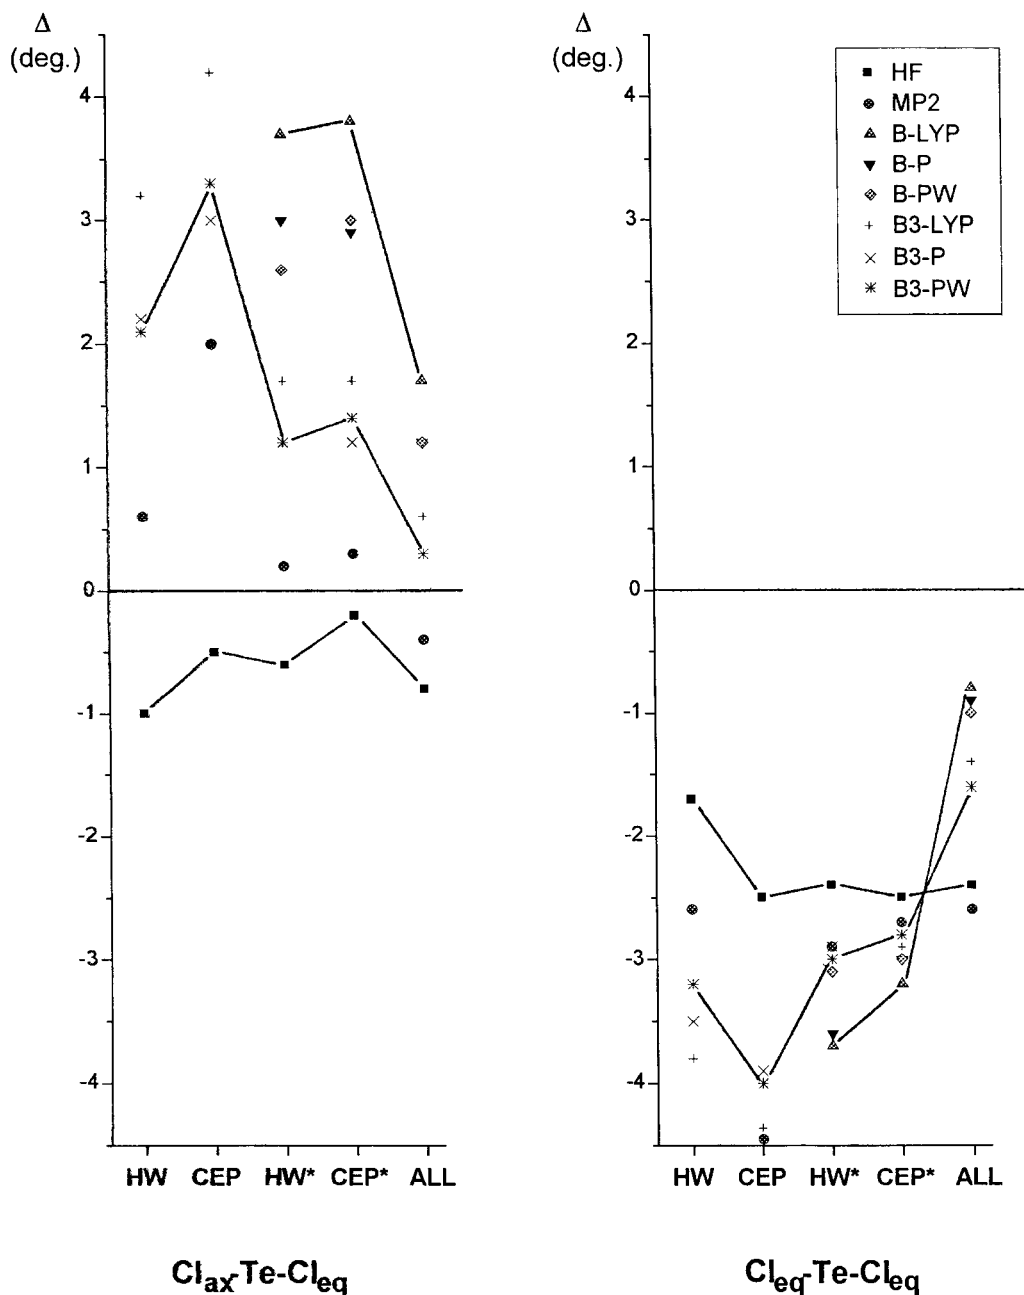 Δ
(deg.)
4
3
2
1
0
-1
-2
-3
-4
HW CEP HW* CEP* ALL
Clax-Te-Cleq
Δ
(deg.)
4
3
2
1
0
-1
-2
-3
-4
HF
MP2
B-LYP
B-P
B-PW
B3-LYP
B3-P
B3-PW
HW CEP HW* CEP* ALL
Cleq-Te-Cleq